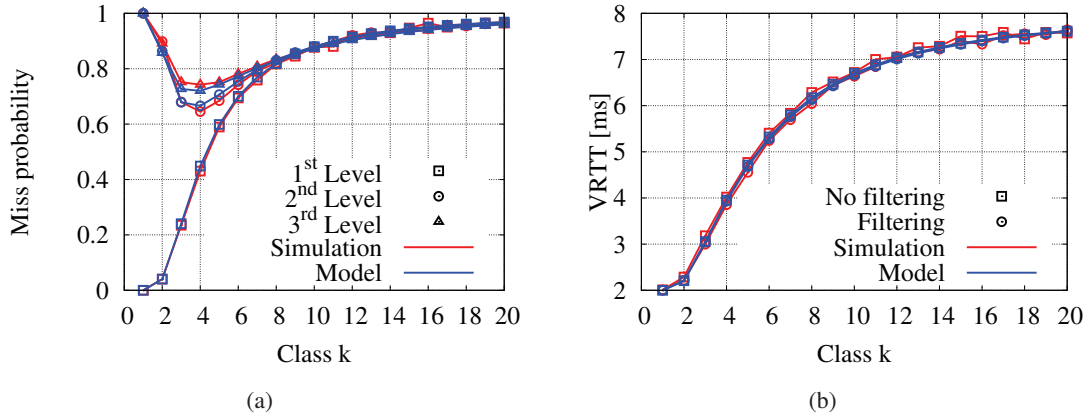 Miss probability
1
0.8
0.6
0.4
0.2
0
1st Level
2nd Level
3rd Level
Simulation
Model
0 2 4 6 8 10 12 14 16 18 20
Class k
(a)
VRTT [ms]
8
7
6
5
4
3
2
No filtering
Filtering
Simulation
Model
0 2 4 6 8 10 12 14 16 18 20
Class k
(b)